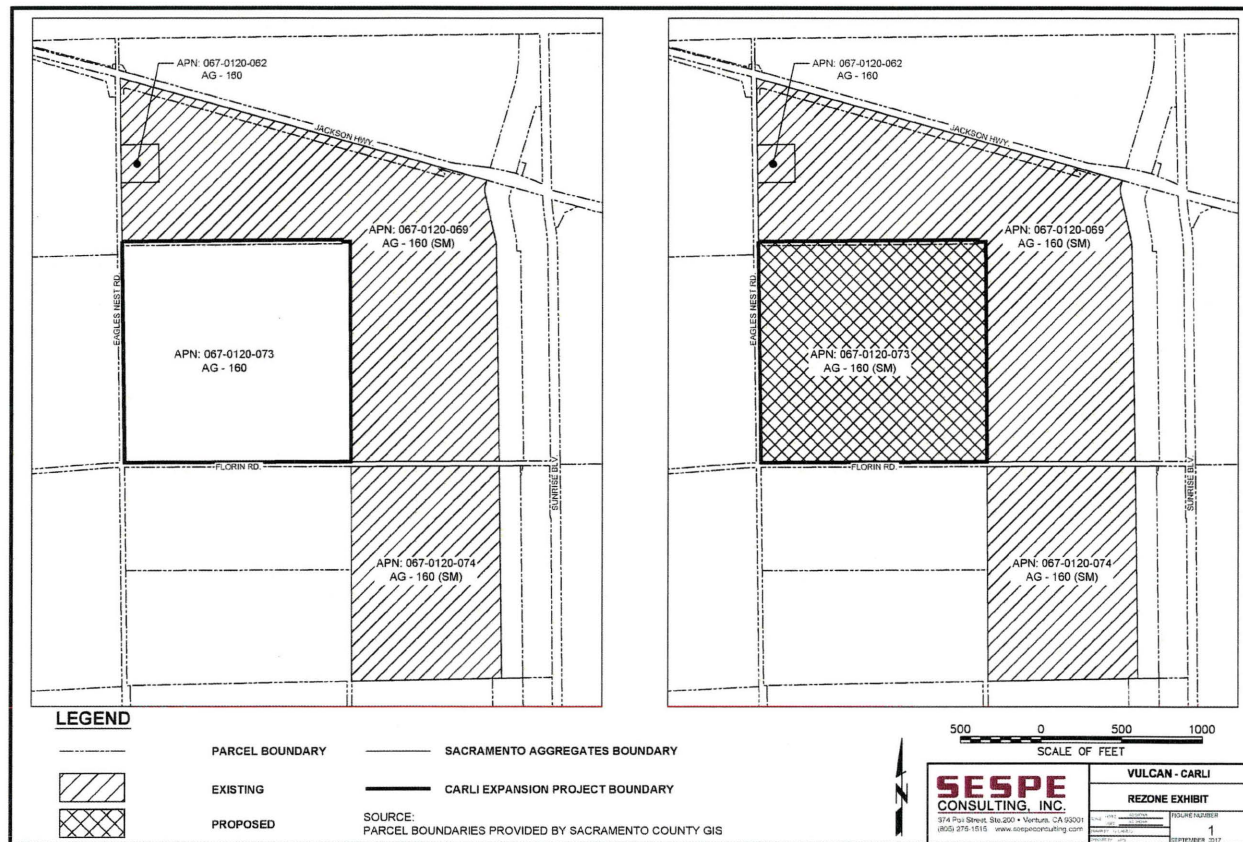 APN: 067-0120-062
AG - 160
JACKSON HWY.
APN: 067-0120-069
AG - 160 (SM)
EAGLES NEST RD.
APN: 067-0120-073
AG - 160
FLORIN RD.
SUNRISE BLV.
APN: 067-0120-074
AG - 160 (SM)
APN: 067-0120-062
AG - 160
JACKSON HWY.
APN: 067-0120-069
AG - 160 (SM)
EAGLES NEST RD.
APN: 067-0120-073
AG - 160 (SM)
FLORIN RD.
SUNRISE BLV.
APN: 067-0120-074
AG - 160 (SM)
LEGEND
PARCEL BOUNDARY
SACRAMENTO AGGREGATES BOUNDARY
EXISTING
CARLI EXPANSION PROJECT BOUNDARY
PROPOSED
SOURCE:
PARCEL BOUNDARIES PROVIDED BY SACRAMENTO COUNTY GIS
N
500 0 500 1000
SCALE OF FEET
SESPE
CONSULTING, INC.
374 Poli Street, Ste.200 • Ventura, CA 93001
(805) 275-1515 www.sespeconsulting.com
VULCAN - CARLI
REZONE EXHIBIT
FIGURE NUMBER
1
SEPTEMBER 2017